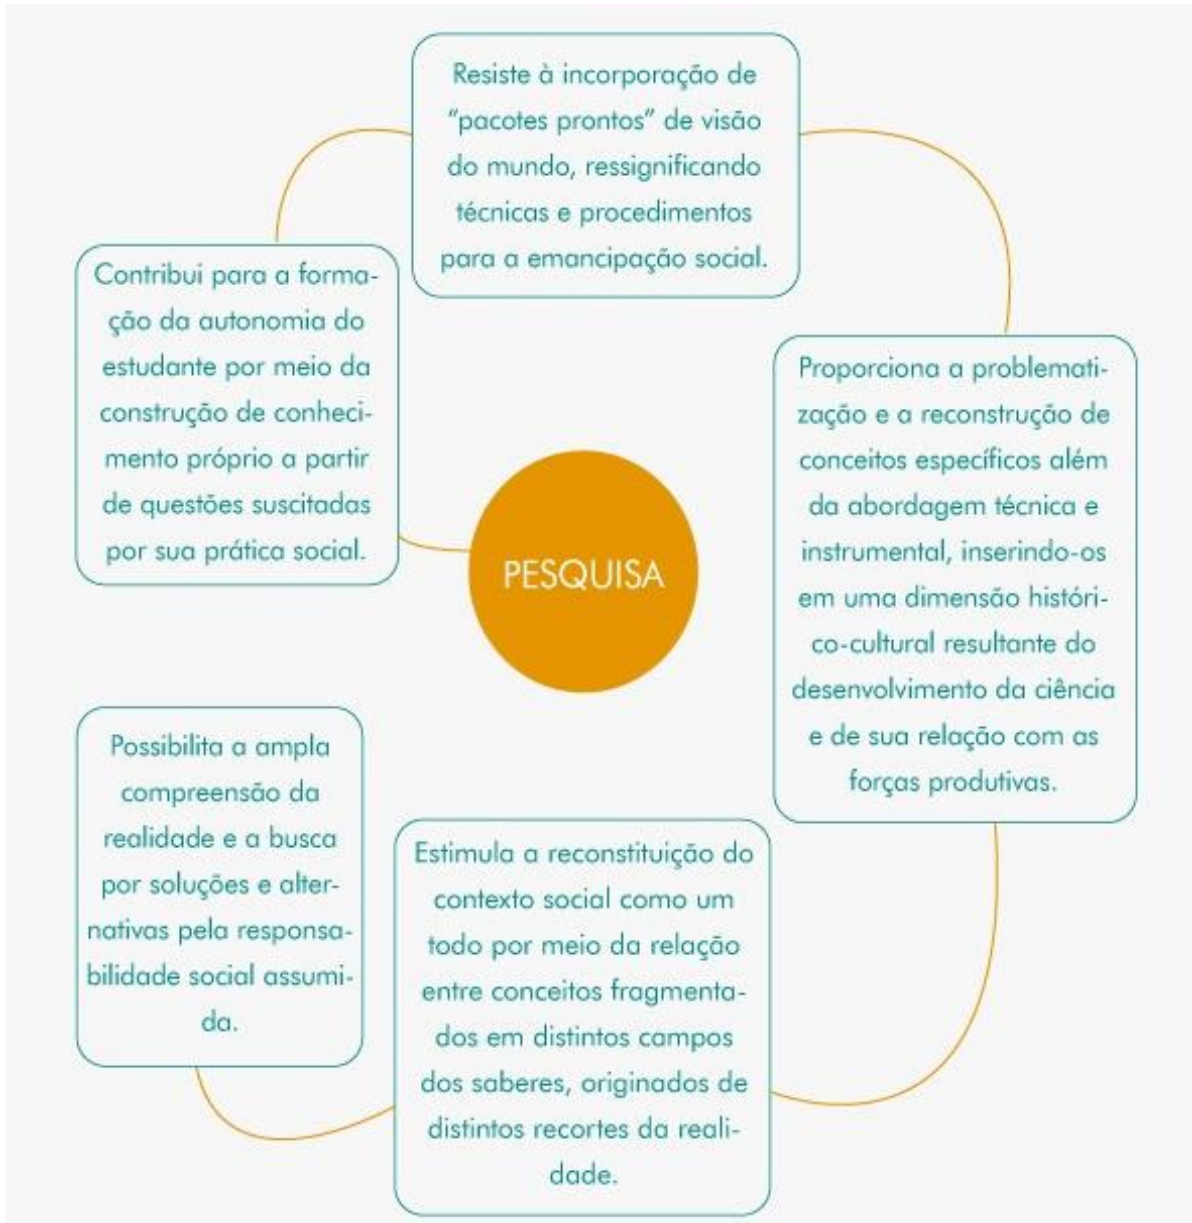 PESQUISA
Contribui para a forma-
ção da autonomia do
estudante por meio da
construção de conheci-
mento próprio a partir
de questões suscitadas
por sua prática social.
Resiste à incorporação de
“pacotes prontos” de visão
do mundo, ressignificando
técnicas e procedimentos
para a emancipação social.
Proporciona a problemati-
zação e a reconstrução de
conceitos específicos além
da abordagem técnica e
instrumental, inserindo-os
em uma dimensão históri-
co-cultural resultante do
desenvolvimento da ciência
e de sua relação com as
forças produtivas.
Estimula a reconstituição do
contexto social como um
todo por meio da relação
entre conceitos fragmenta-
dos em distintos campos
dos saberes, originados de
distintos recortes da reali-
dade.
Possibilita a ampla
compreensão da
realidade e a busca
por soluções e alter-
nativas pela responsa-
bilidade social assumi-
da.